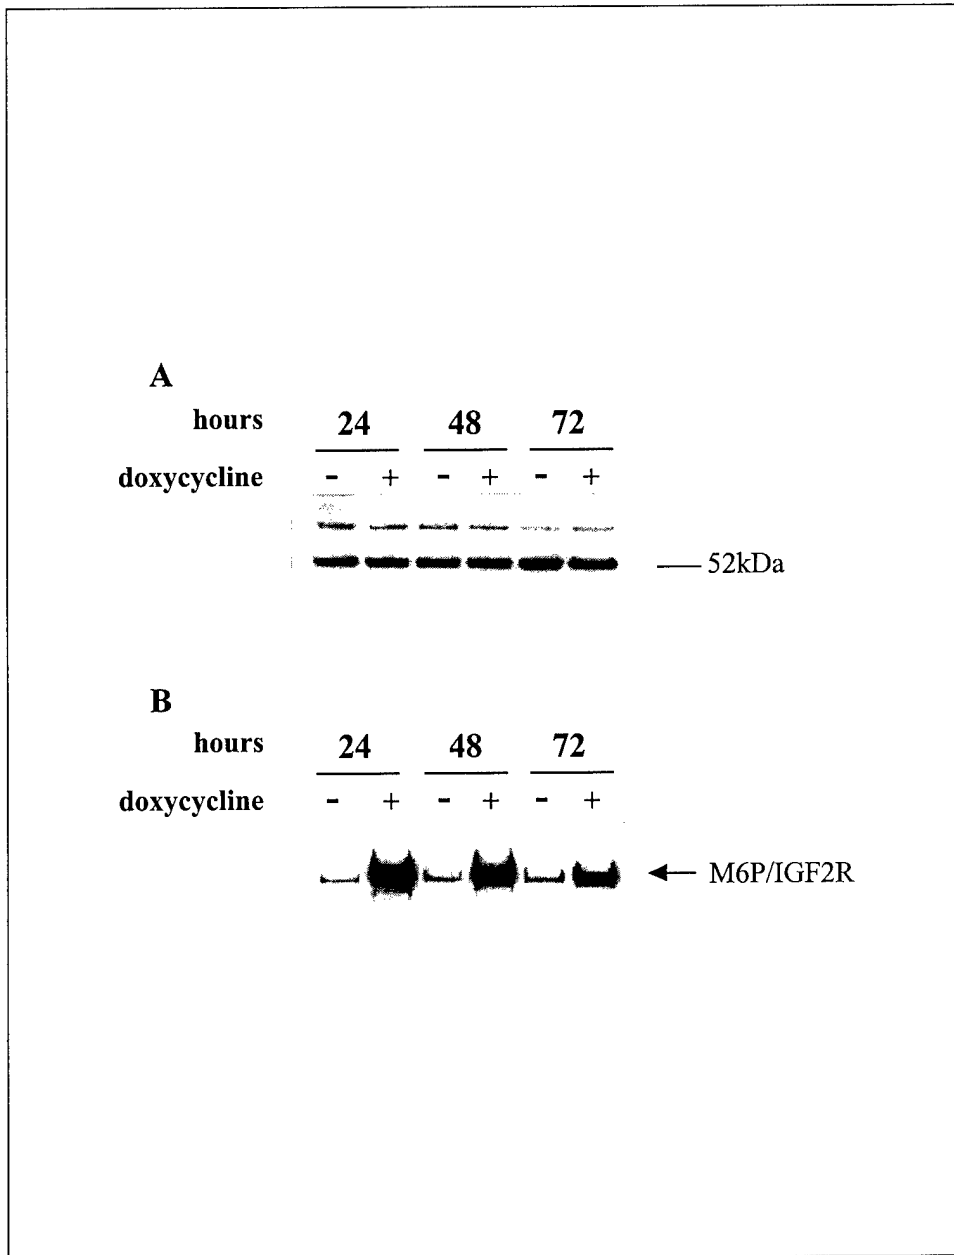 A
hours 24 48 72
doxycycline - + - + - +
52kDa
B
hours 24 48 72
doxycycline - + - + - +
M6P/IGF2R